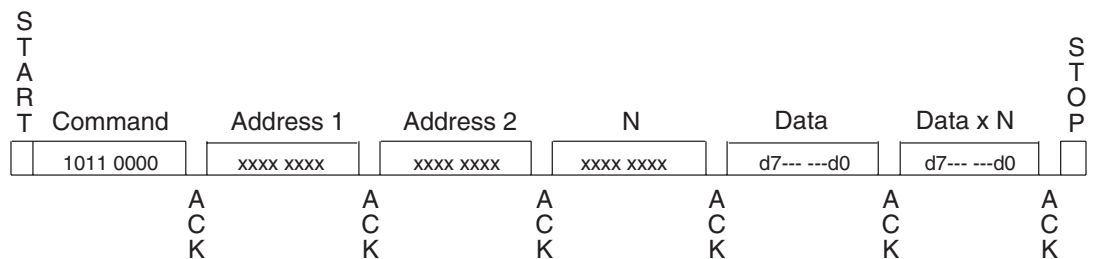 START
STOP
Command Address 1 Address 2 N Data Data x N
1011 0000 xxxx xxxx xxxx xxxx xxxx xxxx d7--- ---d0 d7--- ---d0
ACK ACK ACK ACK ACK ACK